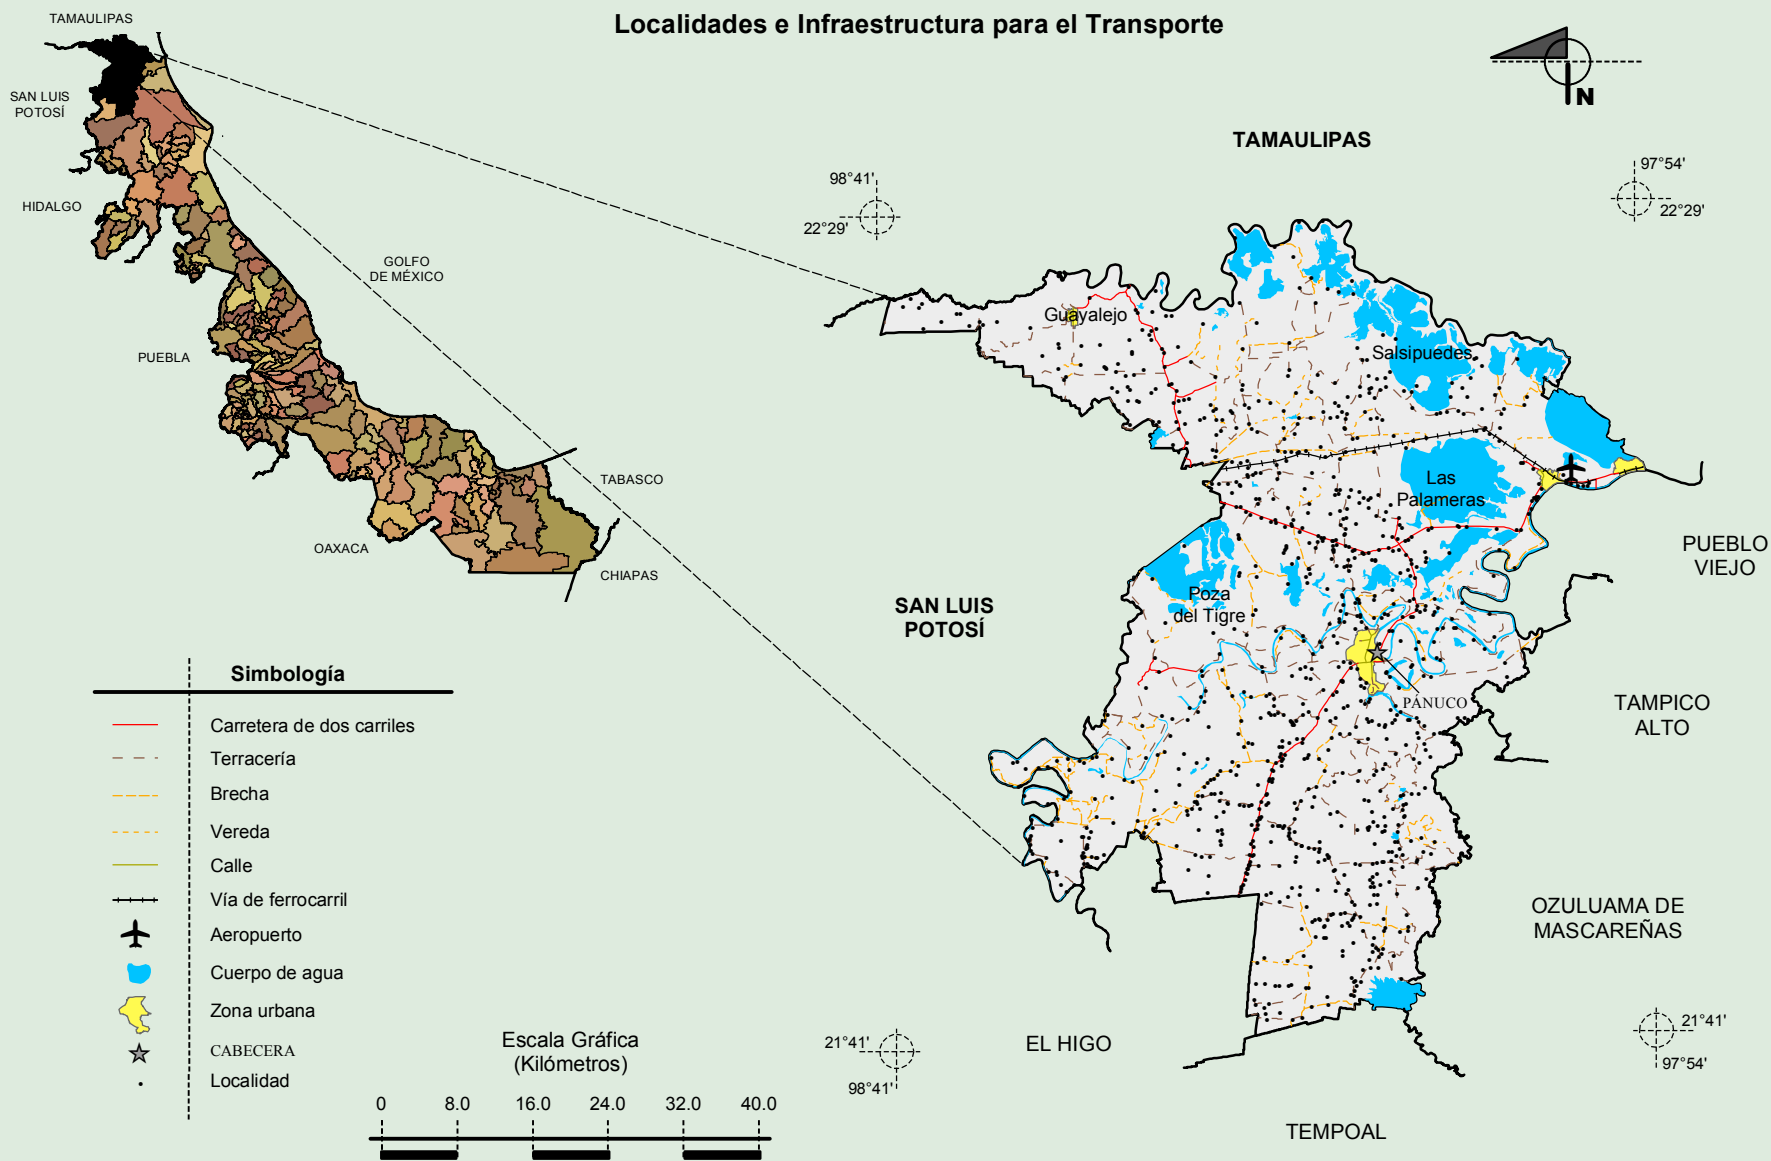 Localidades e Infraestructura para el Transporte
TAMAULIPAS
SAN LUIS
POTOSÍ
HIDALGO
GOLFO
DE MÉXICO
PUEBLA
TABASCO
OAXACA
CHIAPAS
N
TAMAULIPAS
98°41'
22°29'
97°54'
22°29'
Guayalejo
Salsipuedes
Las
Palameras
Poza
del Tigre
PÁNUCO
SAN LUIS
POTOSÍ
PUEBLO
VIEJO
TAMPICO
ALTO
OZULUAMA DE
MASCAREÑAS
EL HIGO
TEMPOAL
21°41'
98°41'
21°41'
97°54'
Simbología
Carretera de dos carriles
Terracería
Brecha
Vereda
Calle
Vía de ferrocarril
Aeropuerto
Cuerpo de agua
Zona urbana
CABECERA
Localidad
Escala Gráfica
(Kilómetros)
0 8.0 16.0 24.0 32.0 40.0